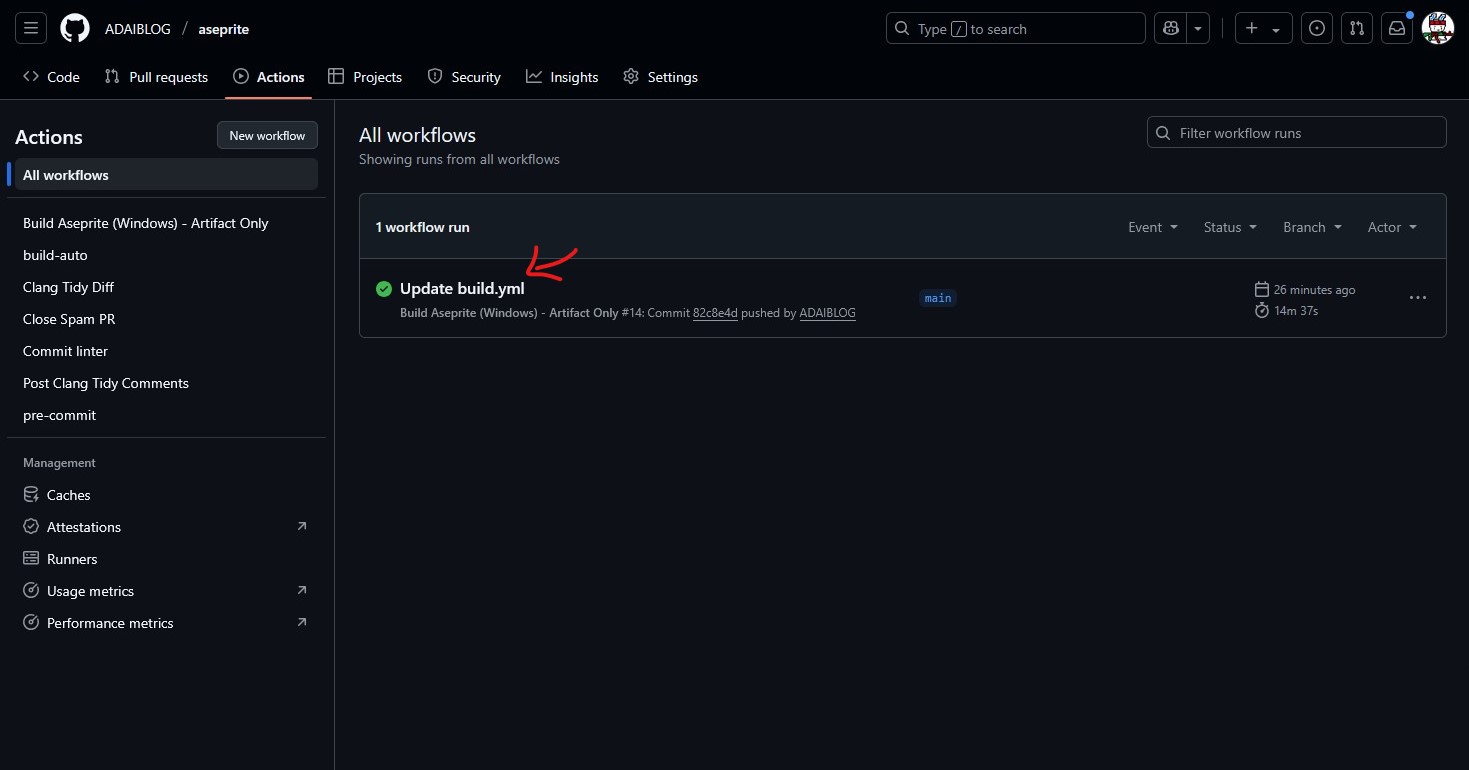 ADAIBLOG / aseprite
Type / to search
Code Pull requests Actions Projects Security Insights Settings
Actions
New workflow
All workflows
Build Aseprite (Windows) - Artifact Only
build-auto
Clang Tidy Diff
Close Spam PR
Commit linter
Post Clang Tidy Comments
pre-commit
Management
Caches
Attestations
Runners
Usage metrics
Performance metrics
All workflows
Showing runs from all workflows
Filter workflow runs
1 workflow run
Event Status Branch Actor
Update build.yml
Build Aseprite (Windows) - Artifact Only #14: Commit 82c8e4d pushed by ADAIBLOG
main
26 minutes ago
14m 37s